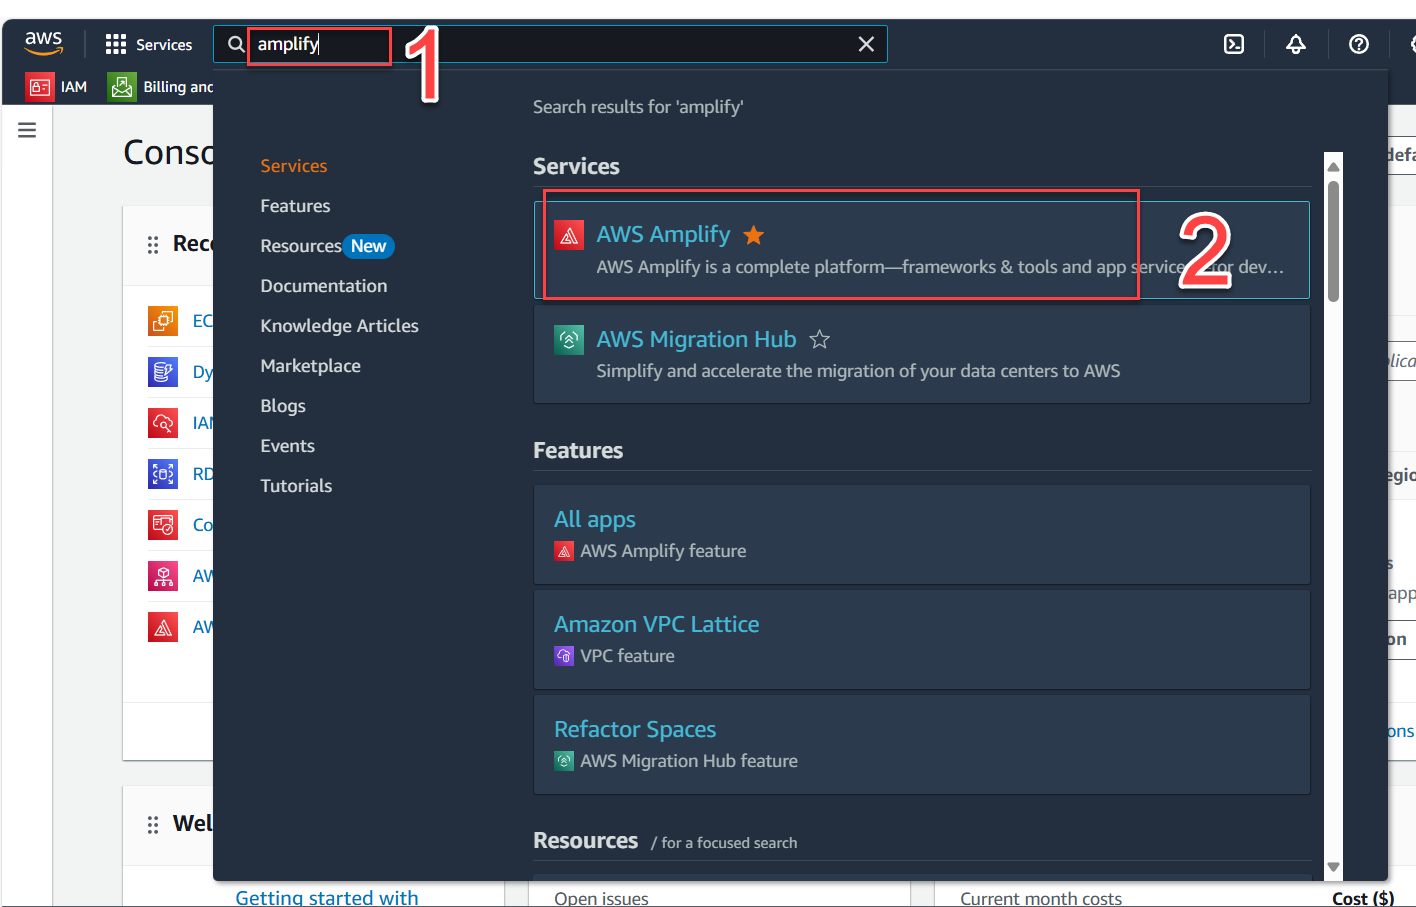 aws
Services
amplify
1
IAM
Billing and
Search results for 'amplify'
Services
Features
Resources New
Documentation
Knowledge Articles
Marketplace
Blogs
Events
Tutorials
Services
AWS Amplify
AWS Amplify is a complete platform—frameworks & tools and app services for dev...
2
AWS Migration Hub
Simplify and accelerate the migration of your data centers to AWS
Features
All apps
AWS Amplify feature
Amazon VPC Lattice
VPC feature
Refactor Spaces
AWS Migration Hub feature
Resources / for a focused search
Conso
Rec
EC
Dy
IAM
RD
Co
AW
AW
Wel
Getting started with
Open issues
Current month costs
Cost ($)
defa
plica
egio
s
app
on
ons